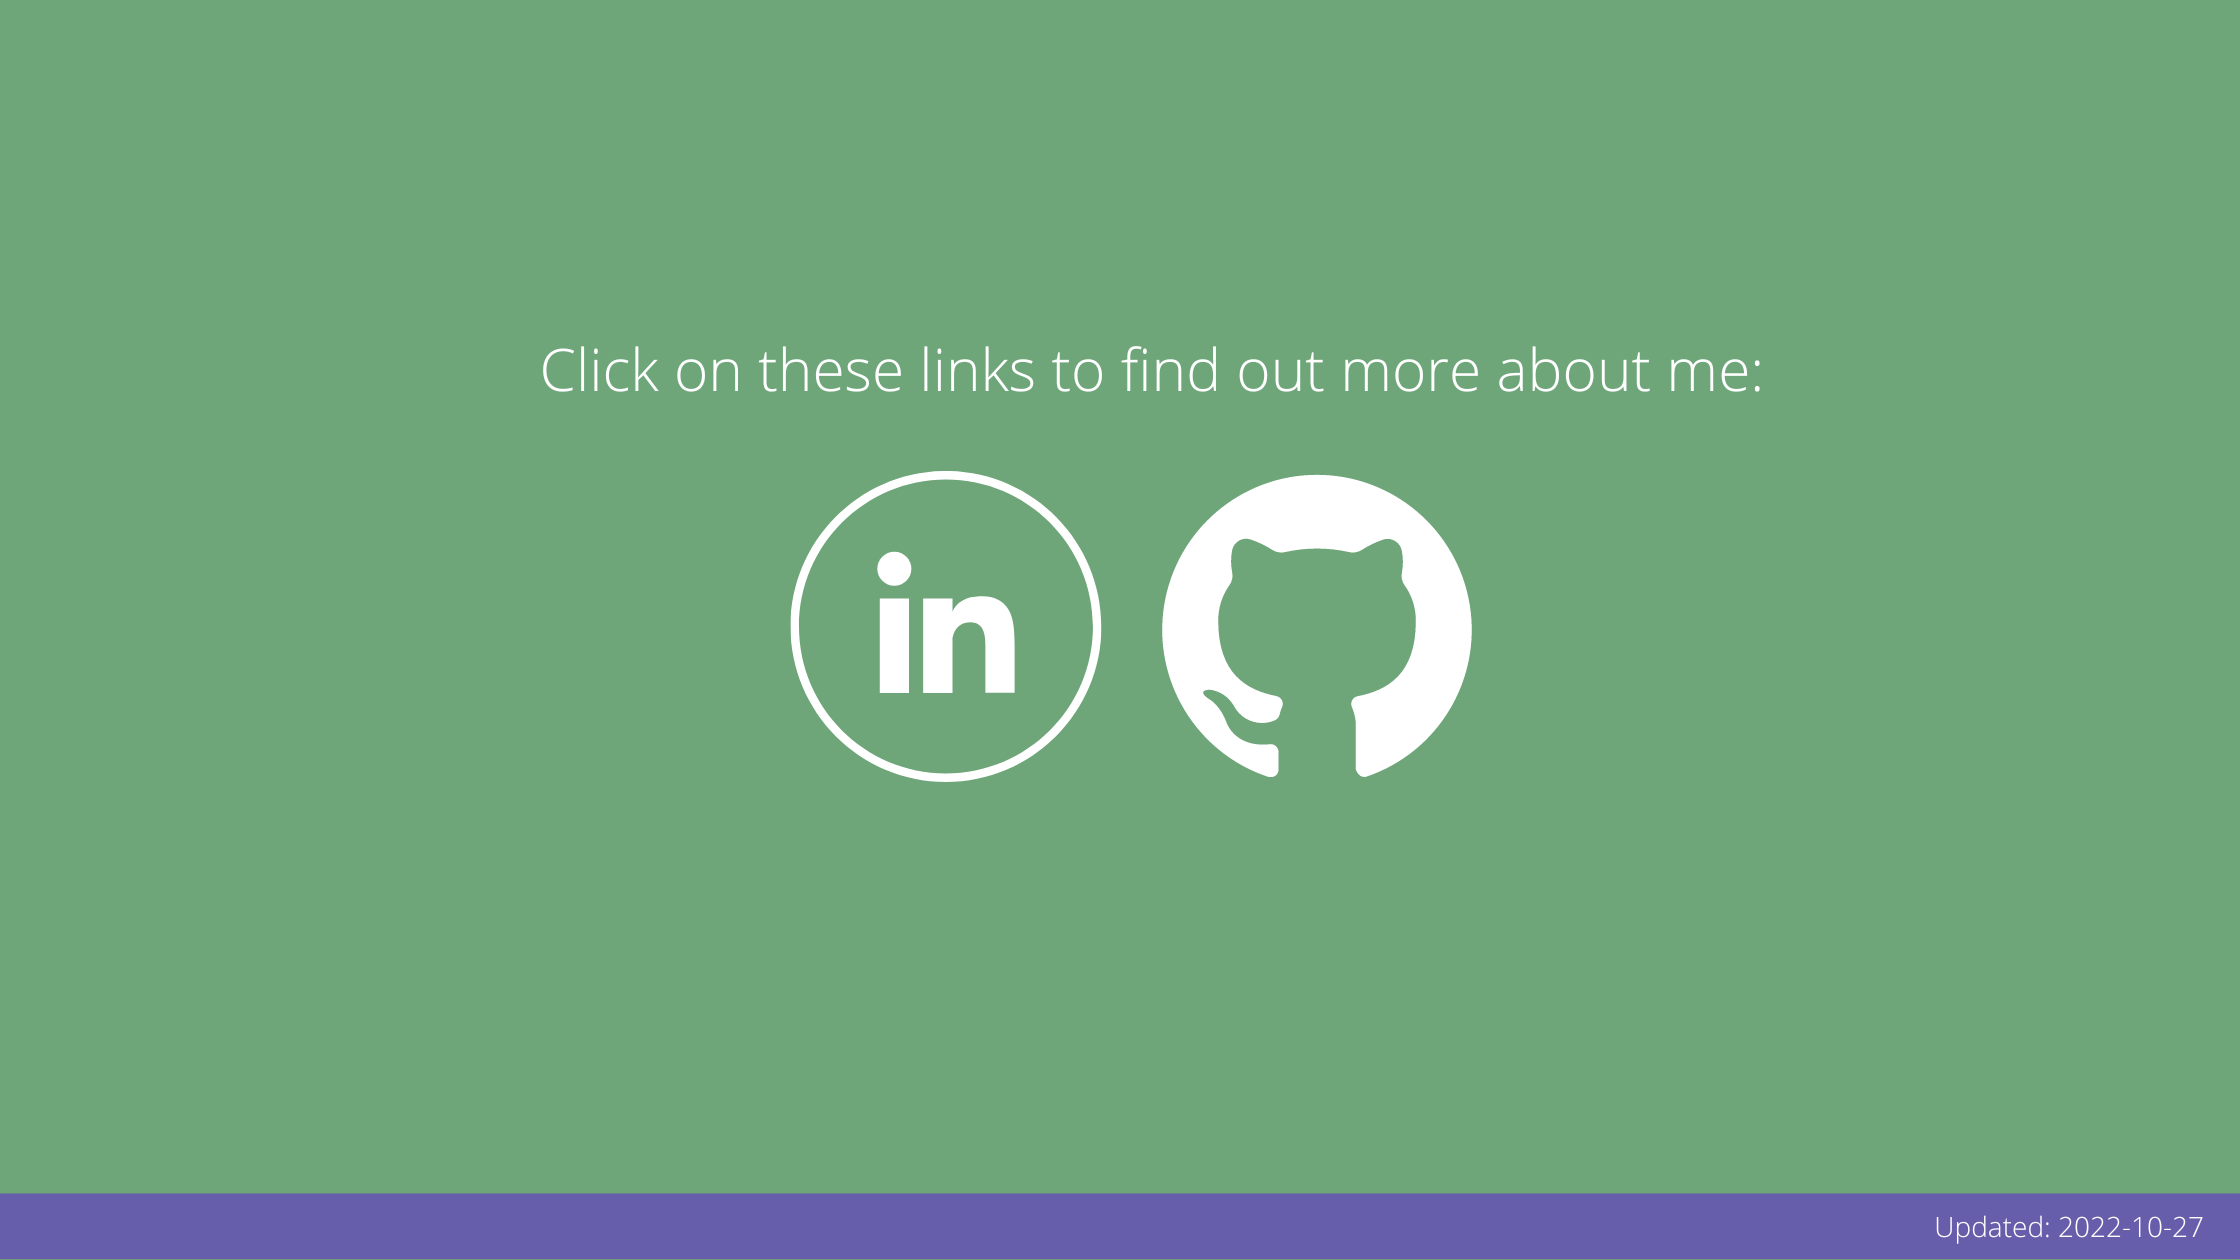 Click on these links to find out more about me:
in
Updated: 2022-10-27